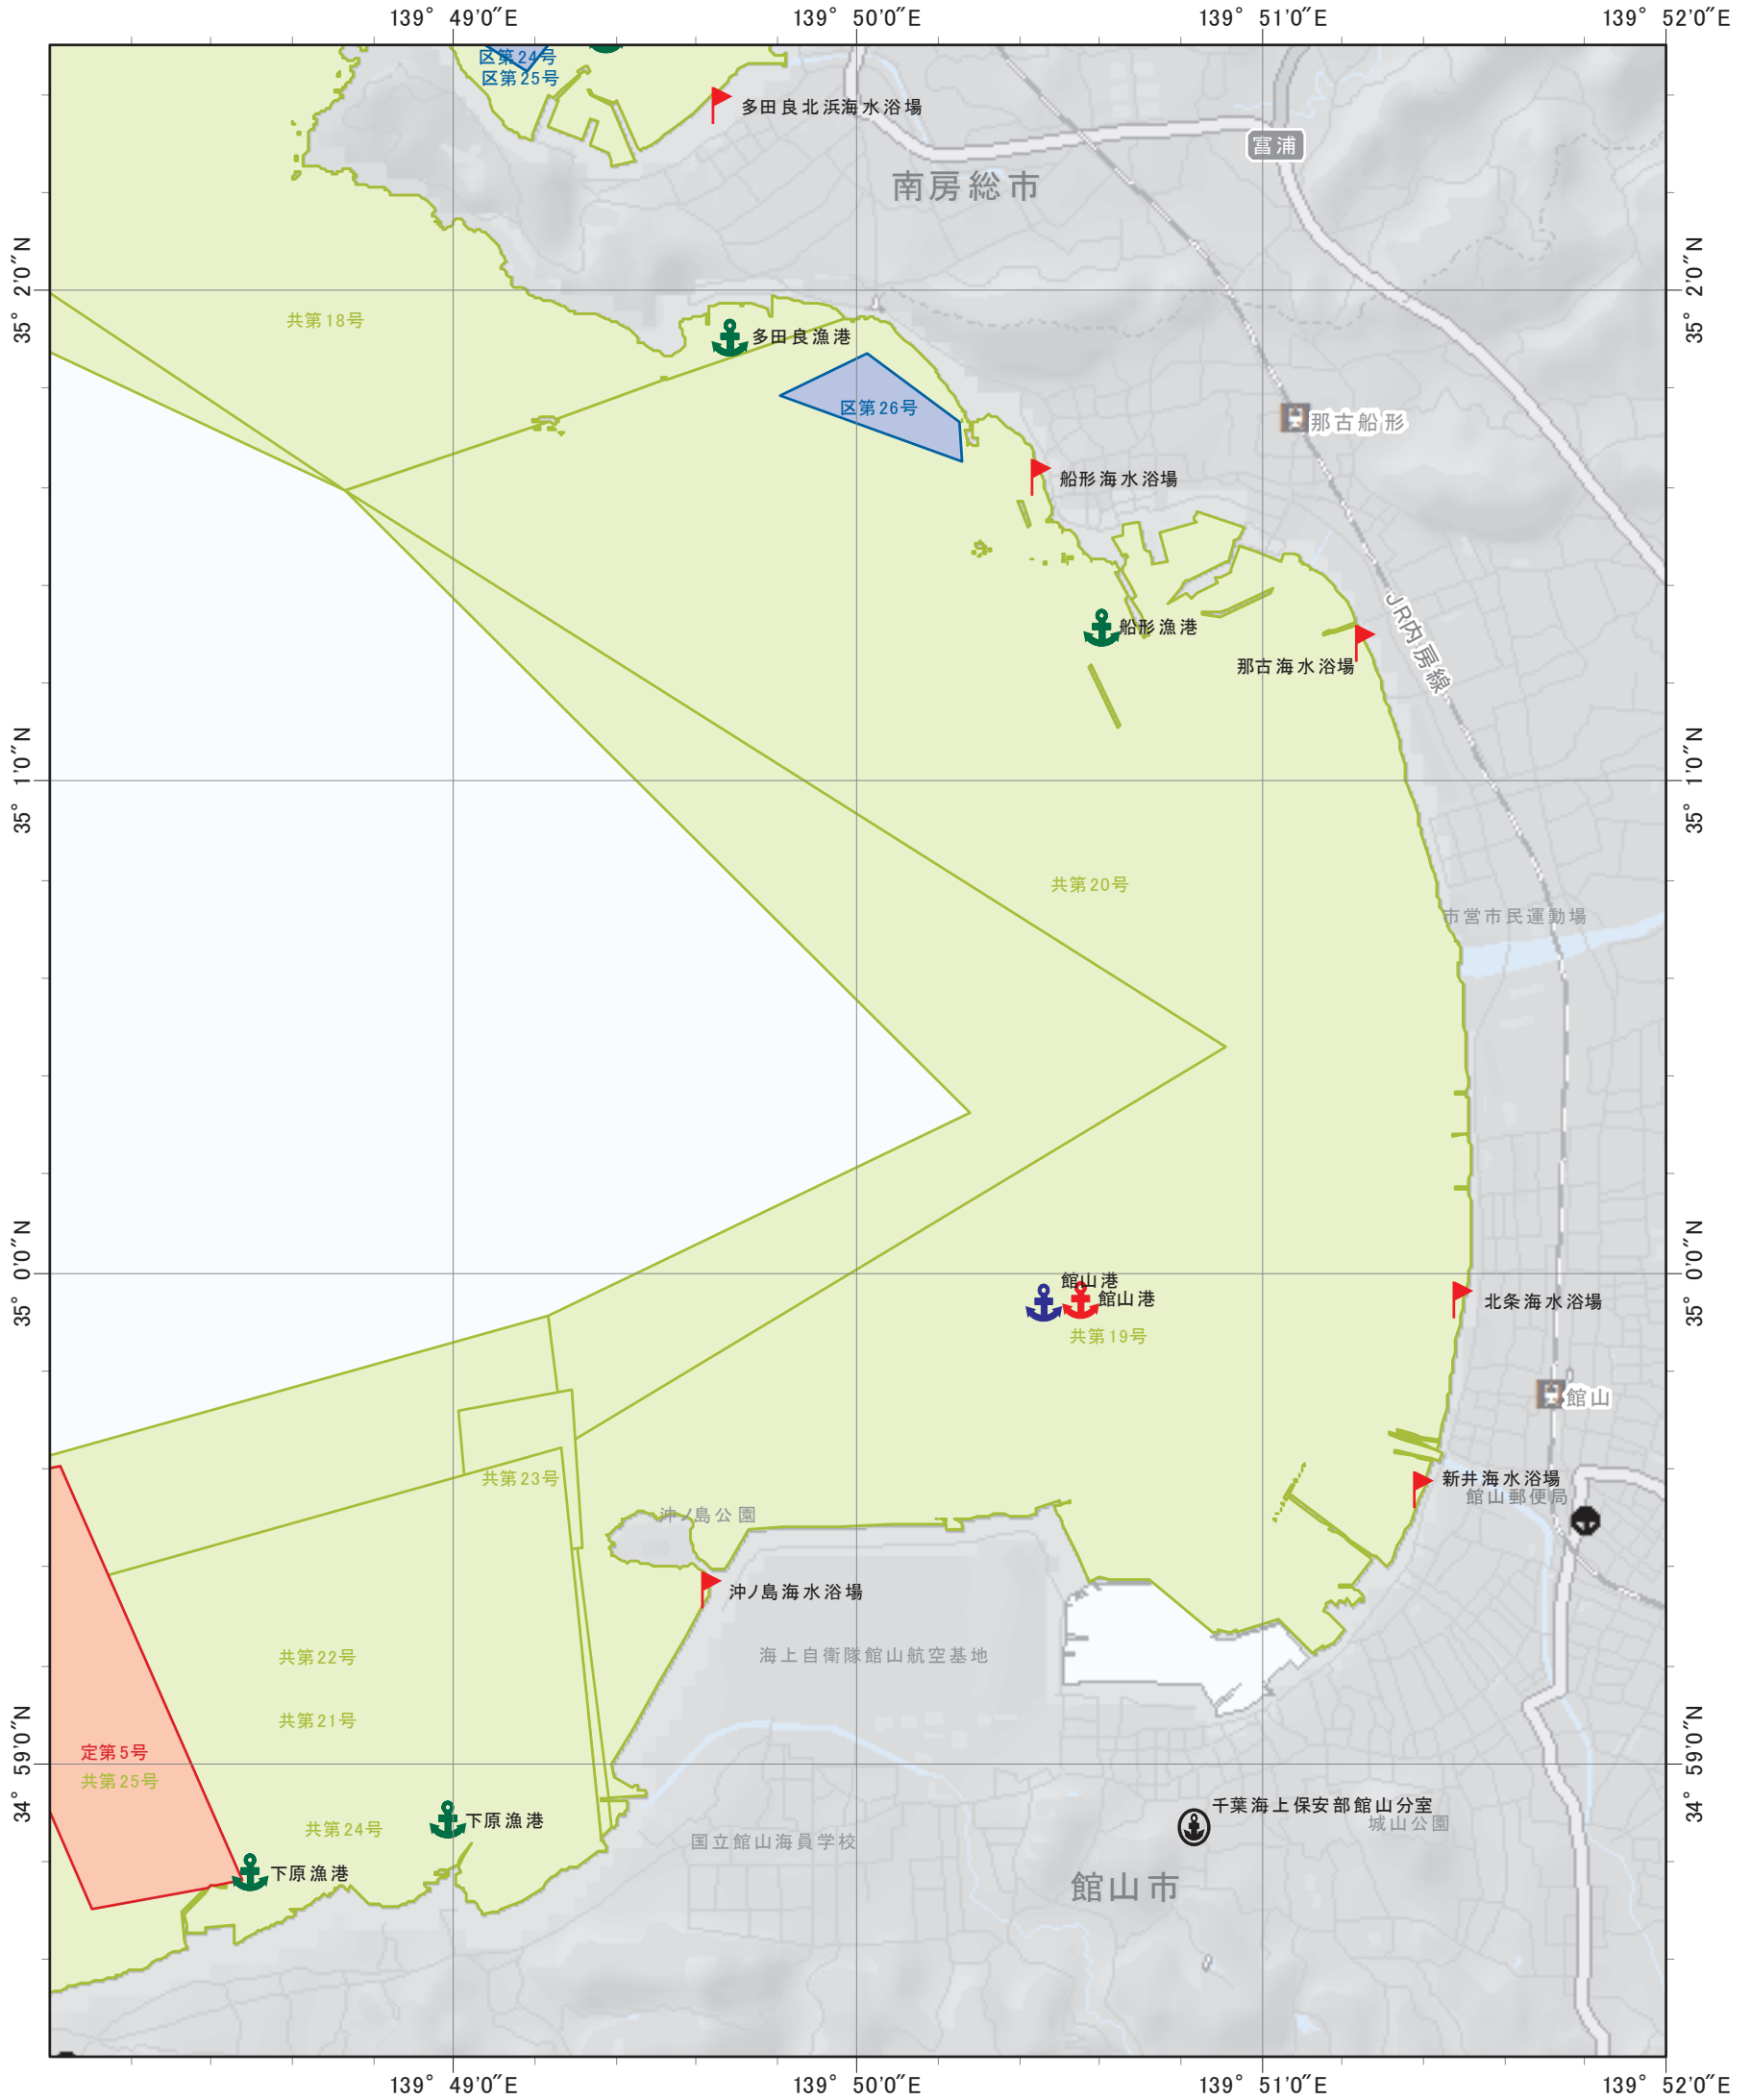 139° 49′0″E
139° 50′0″E
139° 51′0″E
139° 52′0″E
区第24号
区第25号
多田良北浜海水浴場
富浦
南房総市
35° 2′0″N
35° 2′0″N
共第18号
多田良漁港
区第26号
那古船形
船形海水浴場
船形漁港
JR内房線
那古海水浴場
35° 1′0″N
35° 1′0″N
共第20号
市営市民運動場
35° 0′0″N
35° 0′0″N
館山港
館山港
北条海水浴場
共第19号
館山
共第23号
新井海水浴場
館山郵便局
沖ノ島公園
沖ノ島海水浴場
共第22号
海上自衛隊館山航空基地
共第21号
34° 59′0″N
34° 59′0″N
定第5号
共第25号
千葉海上保安部館山分室
下原漁港
城山公園
共第24号
国立館山海員学校
下原漁港
館山市
139° 49′0″E
139° 50′0″E
139° 51′0″E
139° 52′0″E